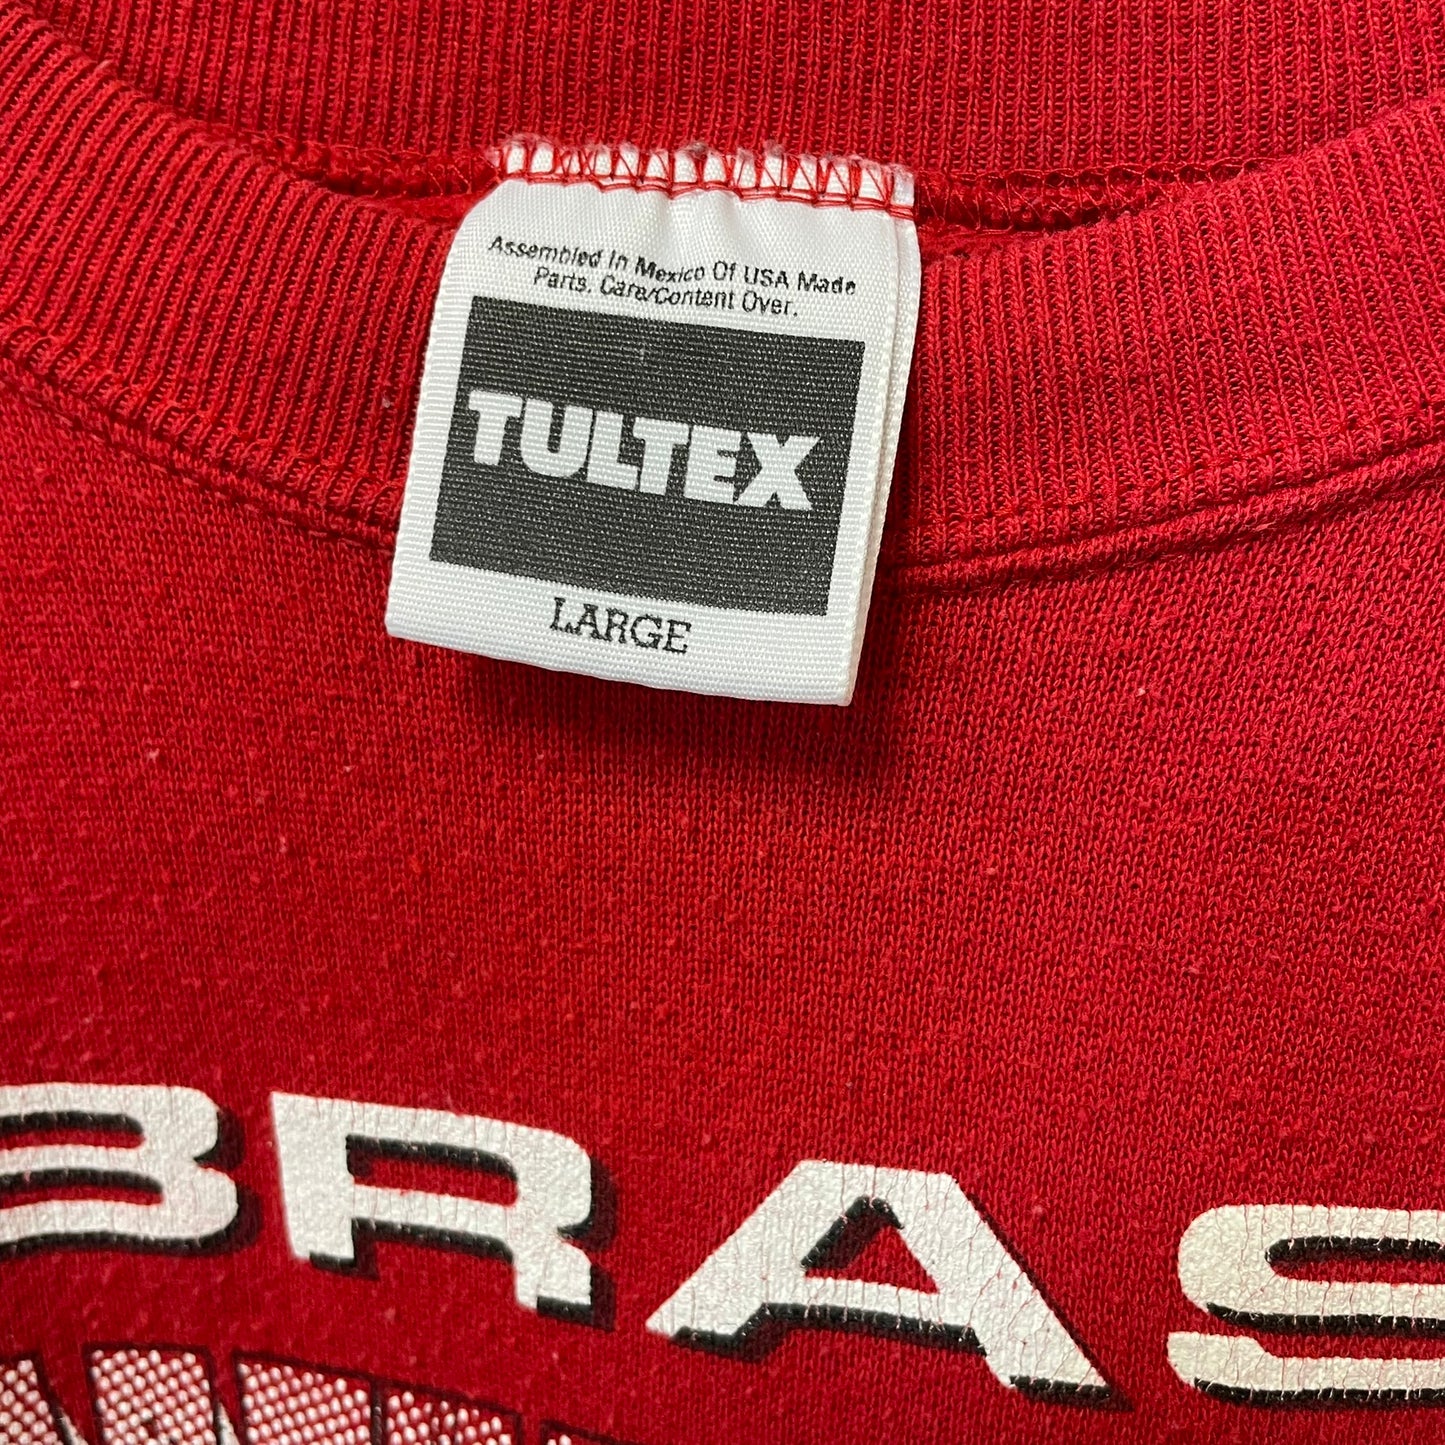 Assembled In Mexico Of USA Made
Parts. Care/Content Over.
TULTEX
LARGE
BRAS